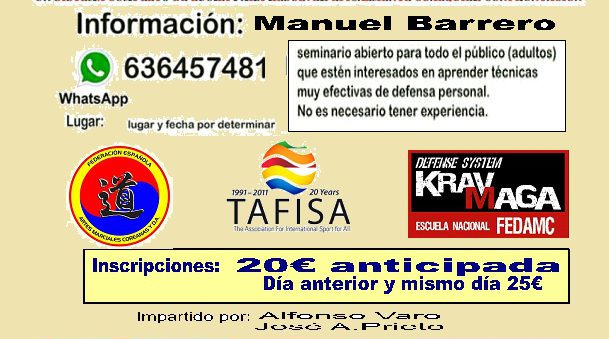 Información: Manuel Barrero
636457481
WhatsApp
seminario abierto para todo el público (adultos)
que estén interesados en aprender técnicas
muy efectivas de defensa personal.
No es necesario tener experiencia.
Lugar: lugar y fecha por determinar
FEDERACIÓN ESPAÑOLA
道
ARTES MARCIALES COREANAS Y D.A.
1991 - 2011 20 Years
TAFISA
The Association For International Sport for All
DEFENSE SYSTEM
KRAV MAGA
ESCUELA NACIONAL FEDAMC
Inscripciones: 20€ anticipada
Día anterior y mismo día 25€
Impartido por: Alfonso Varo
José A.Prieto